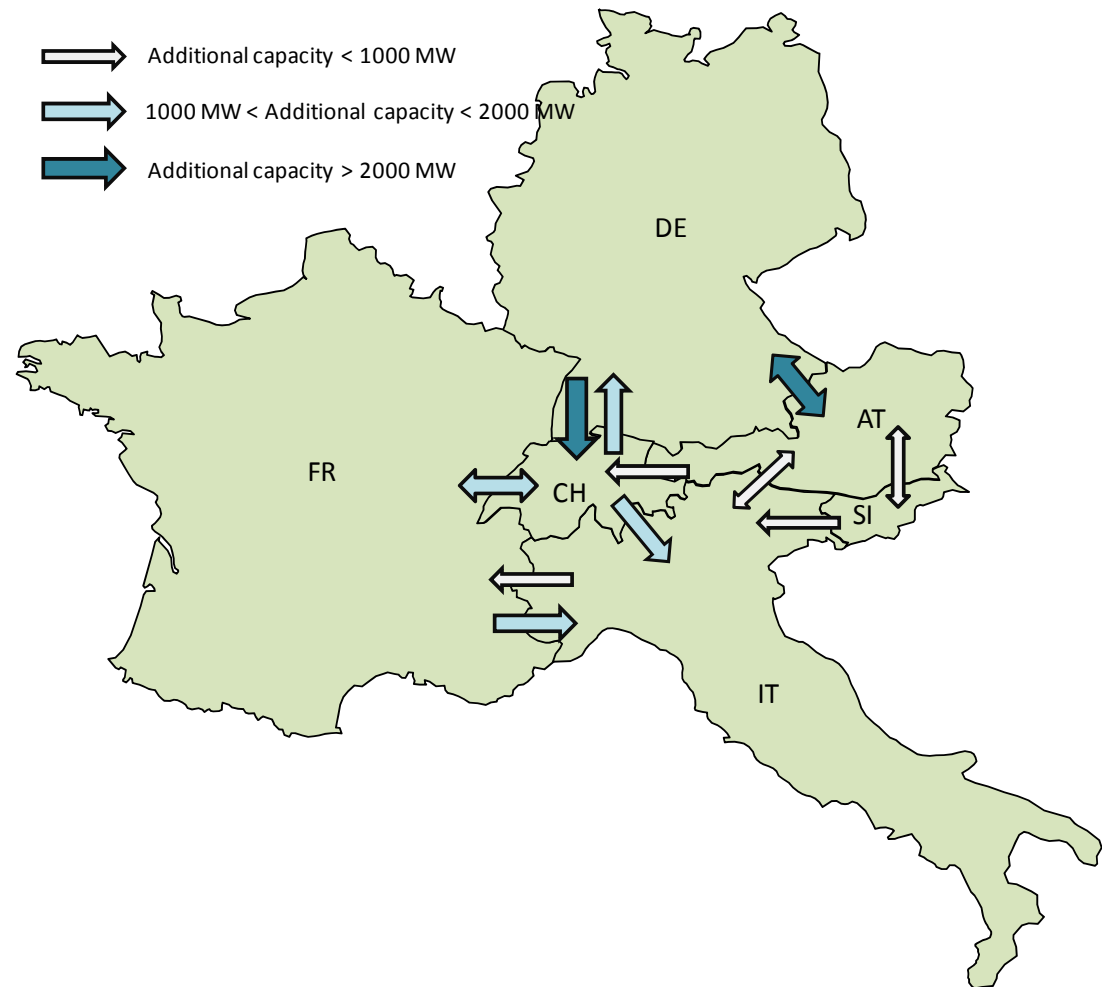 Additional capacity < 1000 MW
1000 MW < Additional capacity < 2000 MW
Additional capacity > 2000 MW
DE
AT
FR
CH
SI
IT